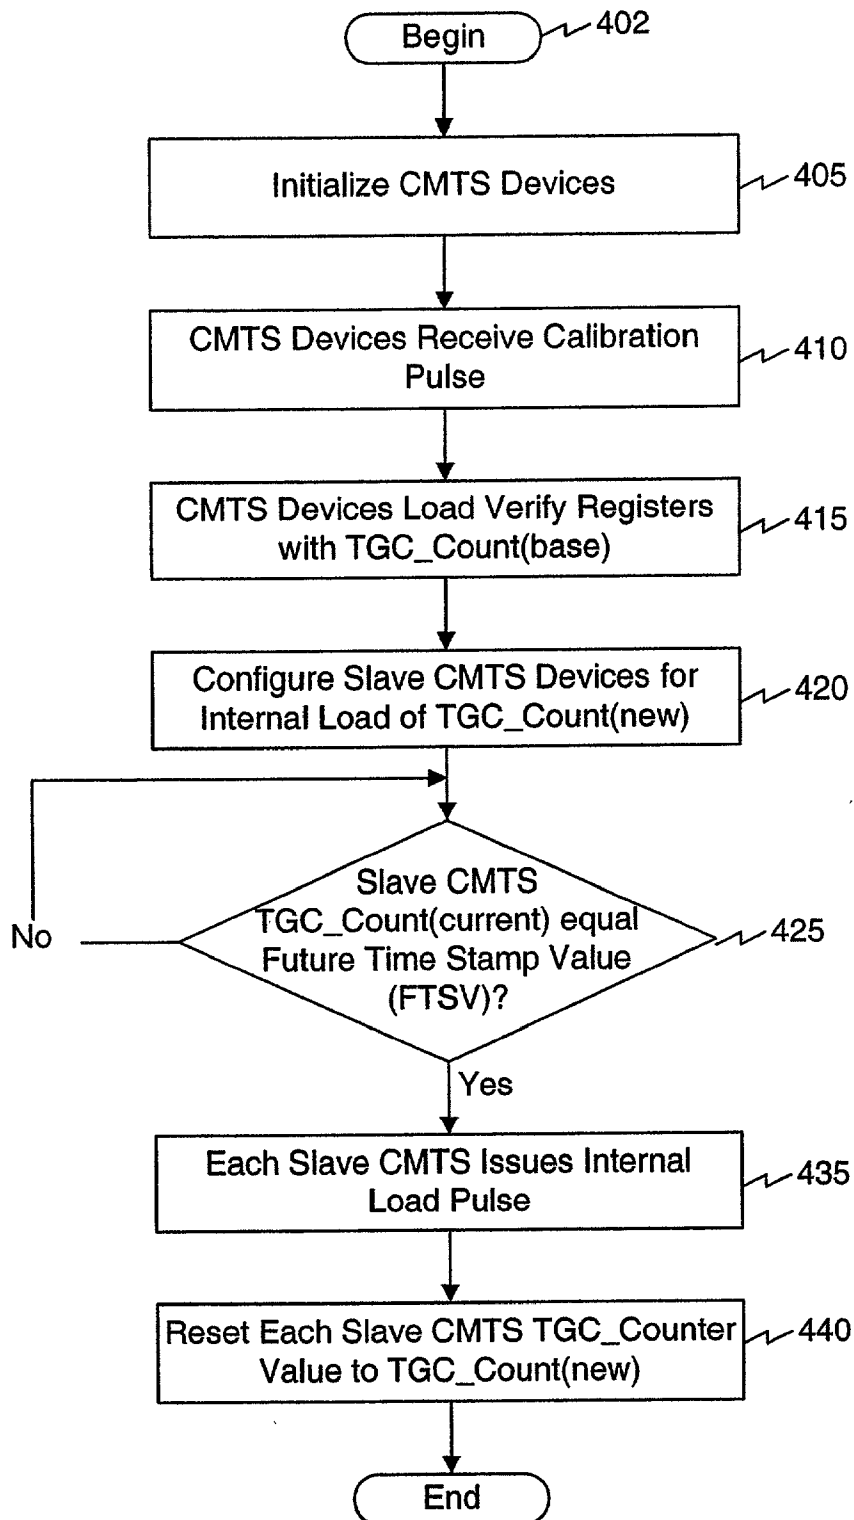 Begin
402
Initialize CMTS Devices
405
CMTS Devices Receive Calibration
Pulse
410
CMTS Devices Load Verify Registers
with TGC_Count(base)
415
Configure Slave CMTS Devices for
Internal Load of TGC_Count(new)
420
Slave CMTS
TGC_Count(current) equal
Future Time Stamp Value
(FTSV)?
425
No
Yes
Each Slave CMTS Issues Internal
Load Pulse
435
Reset Each Slave CMTS TGC_Counter
Value to TGC_Count(new)
440
End